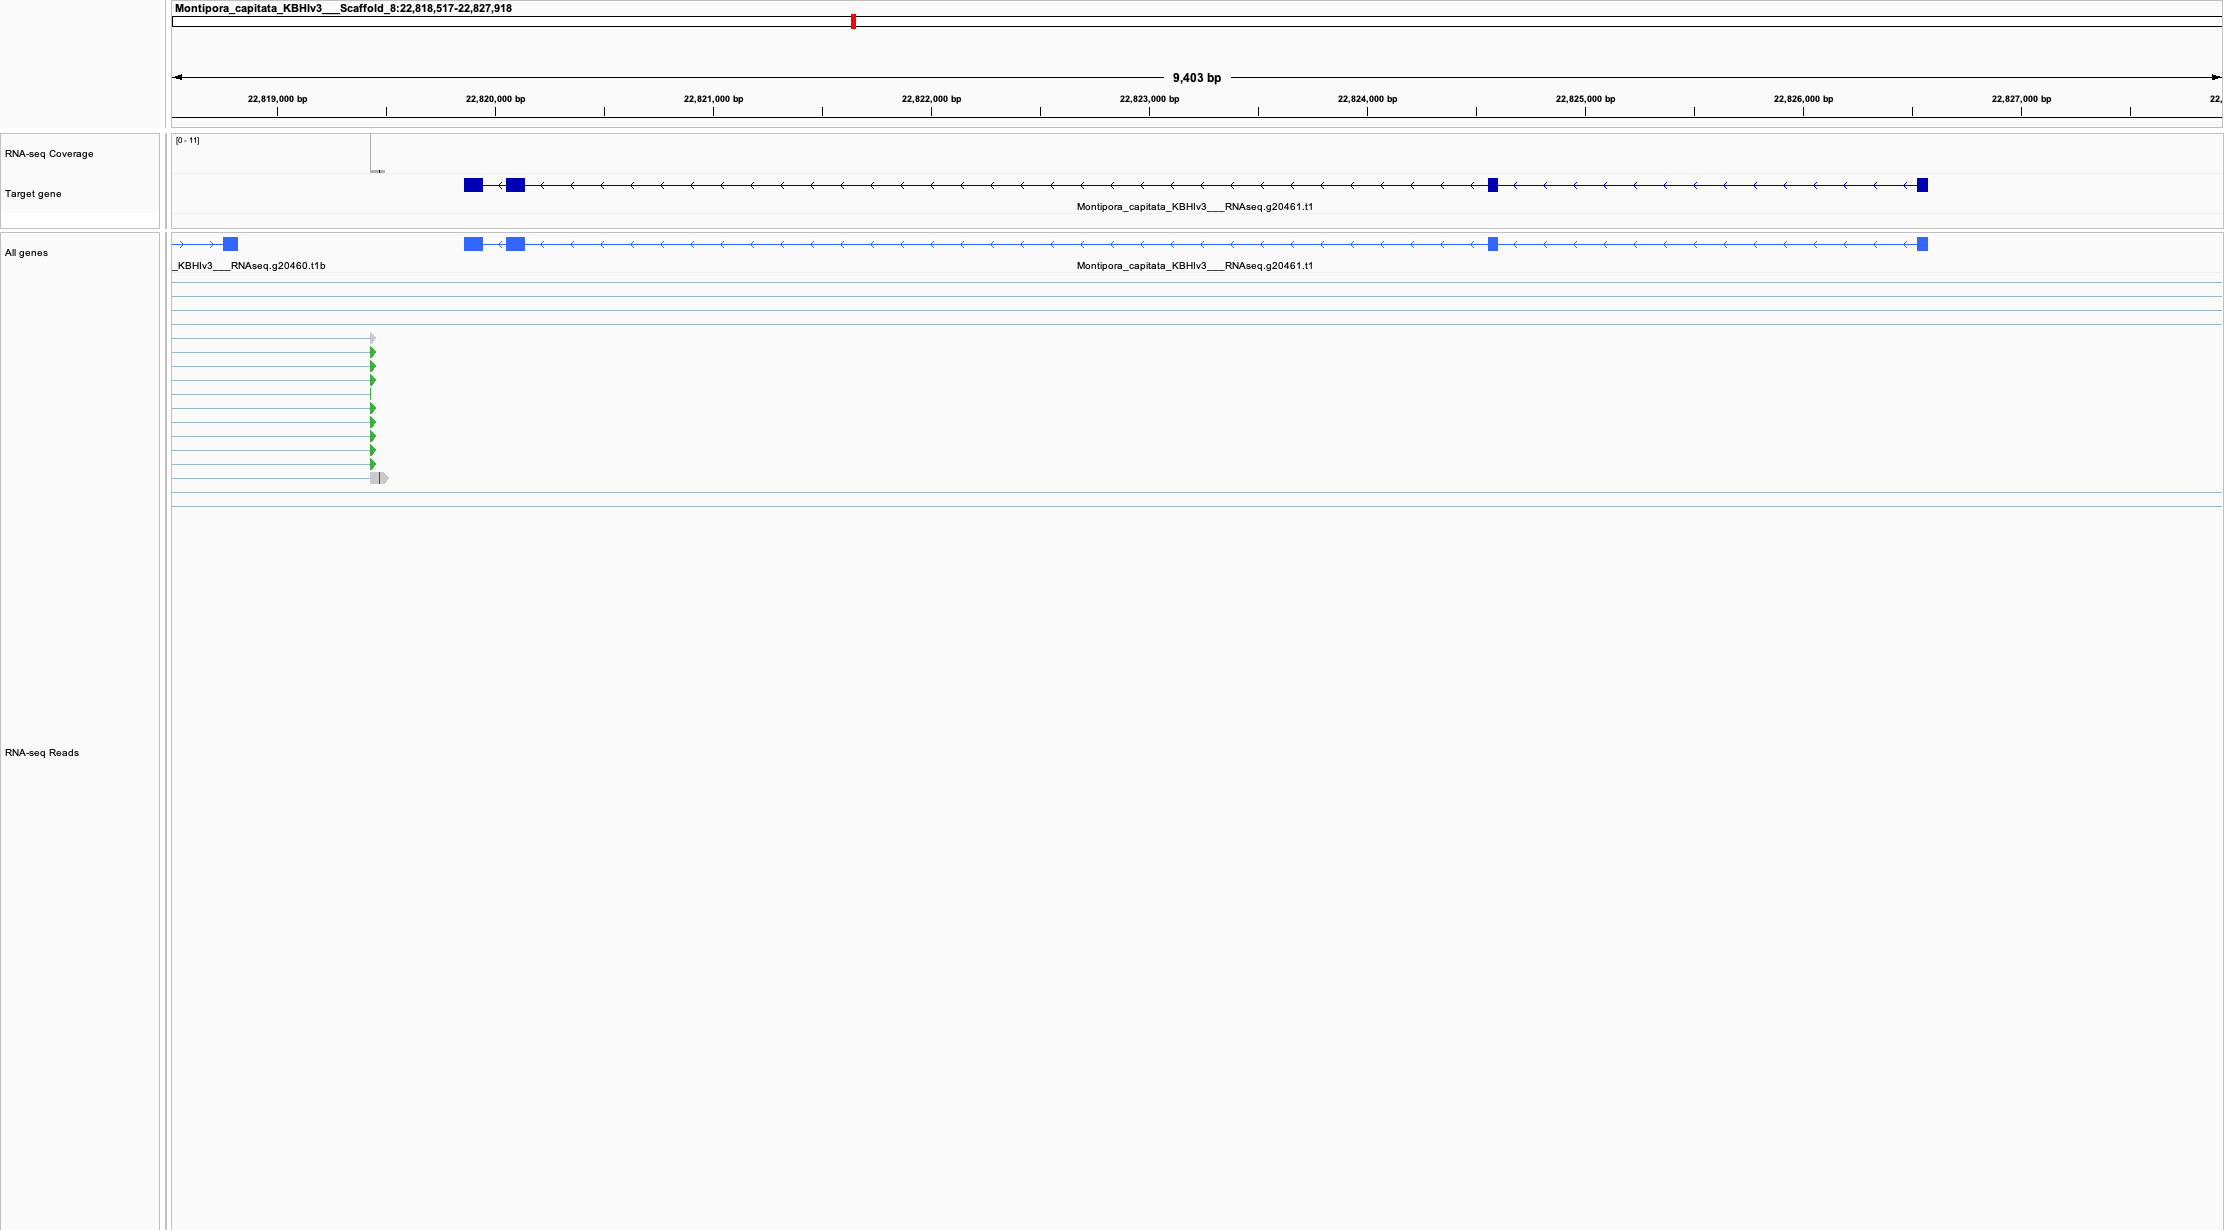 Montipora_capitata_KBHIv3___Scaffold_8:22,818,517-22,827,918
9,403 bp
22,819,000 bp 22,820,000 bp 22,821,000 bp 22,822,000 bp 22,823,000 bp 22,824,000 bp 22,825,000 bp 22,826,000 bp 22,827,000 bp 22,
[0 - 11]
RNA-seq Coverage
Target gene
Montipora_capitata_KBHIv3___RNAseq.g20461.t1
All genes
_KBHIv3___RNAseq.g20460.t1b Montipora_capitata_KBHIv3___RNAseq.g20461.t1
RNA-seq Reads